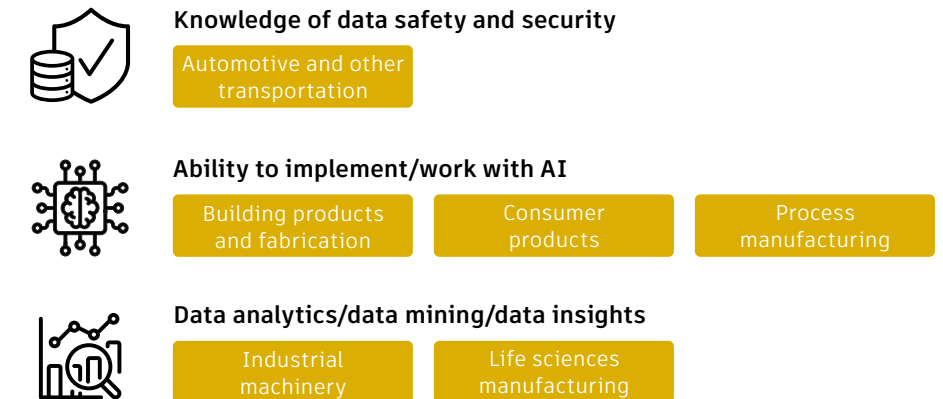 Knowledge of data safety and security
Automotive and other
transportation
Ability to implement/work with AI
Building products
and fabrication
Consumer
products
Process
manufacturing
Data analytics/data mining/data insights
Industrial
machinery
Life sciences
manufacturing